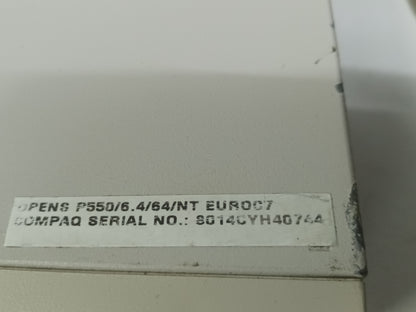 OPENS P550/6.4/64/NT EUROC7
COMPAQ SERIAL NO.: 8014CYH40744